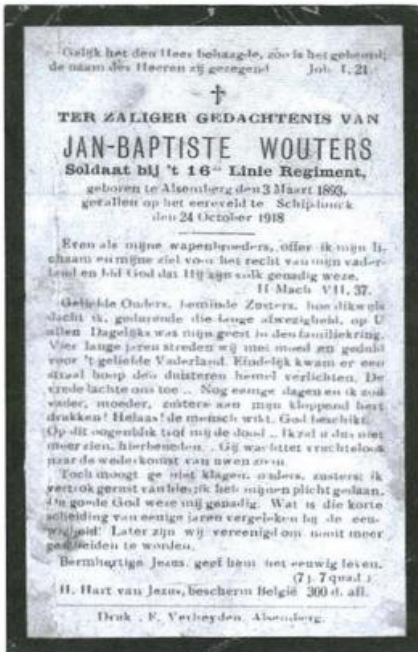 Gelijk het den Heer behaagde, zoo is het gebeurd;
de naam des Heeren zij gezegend Job I, 21
TER ZALIGER GEDACHTENIS VAN
JAN-BAPTISTE WOUTERS
Soldaat bij 't 16de Linie Regiment,
geboren te Alsemberg den 3 Maart 1893,
gevallen op het eereveld te Schipdonck
den 24 October 1918
Even als mijne wapenbroeders, offer ik mijn li-
chaam en mijne ziel voor het recht van mijn vader-
land en bid God dat Hij zijn volk genadig weze.
II Mach VII, 37.
Geliefde Ouders, beminde Zusters, hoe dikwijls
dacht ik, gedurende die lange afwezigheid, op U
allen Dagelijks was mijn geest in den familiekring.
Vier lange jaren streden wij met moed en geduld
voor 't geliefde Vaderland. Eindelijk kwam er een
straal hoop den duisteren hemel verlichten. De
vrede lachte ons toe .. Nog eenige dagen en ik zou
vader, moeder, zusters aan mijn kloppend hert
drukken! Helaas! de mensch wikt, God beschikt.
Op dit oogenblik trof mij de dood ... Ik zal u dus niet
meer zien, hierbeneden .. Gij wachttet vruchteloos
naar de wederkomst van uwen zoon.
Toch moogt ge niet klagen, ouders, zusters; ik
vertrok gerust van hier, ik heb mijnen plicht gedaan.
De goede God weze mij genadig. Wat is die korte
scheiding van eenige jaren vergeleken bij de eeu-
wigheid! Later zijn wij vereenigd om nooit meer
gescheiden te worden.
Bermhertige Jezus, geef hem het eeuwig leven.
(7 j. 7 quad.)
H. Hart van Jezus, bescherm België 300 d. afl.
Druk . F. Verheyden, Alsemberg.